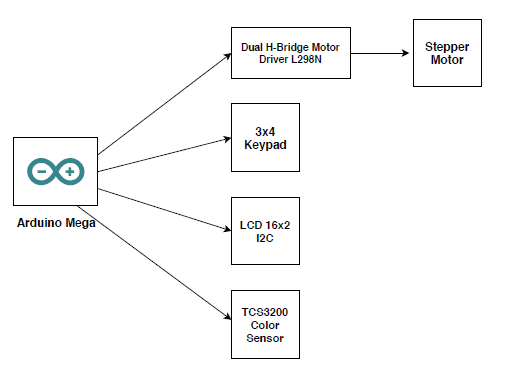 Dual H-Bridge Motor
Driver L298N
Stepper
Motor
3x4
Keypad
Arduino Mega
LCD 16x2
I2C
TCS3200
Color
Sensor